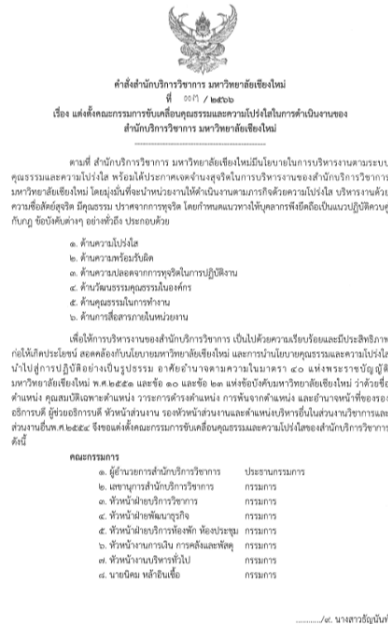 คำสั่งสำนักบริการวิชาการ มหาวิทยาลัยเชียงใหม่
ที่ / ๒๕๖๖
เรื่อง แต่งตั้งคณะกรรมการขับเคลื่อนคุณธรรมและความโปร่งใสในการดำเนินงานของ
สำนักบริการวิชาการ มหาวิทยาลัยเชียงใหม่
ตามที่ สำนักบริการวิชาการ มหาวิทยาลัยเชียงใหม่มีนโยบายในการบริหารงานตามระบบ
คุณธรรมและความโปร่งใส พร้อมได้ประกาศเจตจำนงสุจริตในการบริหารงานของสำนักบริการวิชาการ
มหาวิทยาลัยเชียงใหม่ โดยมุ่งมั่นที่จะนำหน่วยงานให้ดำเนินงานตามภารกิจด้วยความโปร่งใส บริหารงานด้วย
ความซื่อสัตย์สุจริต มีคุณธรรม ปราศจากการทุจริต โดยกำหนดแนวทางให้บุคลากรพึงยึดถือเป็นแนวปฏิบัติควบคู่
กับกฎ ข้อบังคับต่างๆ อย่างทั่วถึง ประกอบด้วย
๑. ด้านความโปร่งใส
๒. ด้านความพร้อมรับผิด
๓. ด้านความปลอดจากการทุจริตในการปฏิบัติงาน
๔. ด้านวัฒนธรรมคุณธรรมในองค์กร
๕. ด้านคุณธรรมในการทำงาน
๖. ด้านการสื่อสารภายในหน่วยงาน
เพื่อให้การบริหารงานของสำนักบริการวิชาการ เป็นไปด้วยความเรียบร้อยและมีประสิทธิภาพ
ก่อให้เกิดประโยชน์ สอดคล้องกับนโยบายมหาวิทยาลัยเชียงใหม่ และการนำนโยบายคุณธรรมและความโปร่งใส
นำไปสู่การปฏิบัติอย่างเป็นรูปธรรม อาศัยอำนาจตามความในมาตรา ๔๐ แห่งพระราชบัญญัติ
มหาวิทยาลัยเชียงใหม่ พ.ศ.๒๕๕๑ และข้อ ๑๐ และข้อ ๒๓ แห่งข้อบังคับมหาวิทยาลัยเชียงใหม่ ว่าด้วยชื่อ
ตำแหน่ง คุณสมบัติเฉพาะตำแหน่ง วาระการดำรงตำแหน่ง การพ้นจากตำแหน่ง และอำนาจหน้าที่ของรอง
อธิการบดี ผู้ช่วยอธิการบดี หัวหน้าส่วนงาน รองหัวหน้าส่วนงานและตำแหน่งบริหารอื่นในส่วนงานวิชาการและ
ส่วนงานอื่นพ.ศ.๒๕๕๔ จึงขอแต่งตั้งคณะกรรมการขับเคลื่อนคุณธรรมและความโปร่งใสของสำนักบริการวิชาการ
ดังนี้
คณะกรรมการ
๑. ผู้อำนวยการสำนักบริการวิชาการ ประธานกรรมการ
๒. เลขานุการสำนักบริการวิชาการ กรรมการ
๓. หัวหน้าฝ่ายบริการวิชาการ กรรมการ
๔. หัวหน้าฝ่ายพัฒนาธุรกิจ กรรมการ
๕. หัวหน้าฝ่ายบริการห้องพัก ห้องประชุม กรรมการ
๖. หัวหน้างานการเงิน การคลังและพัสดุ กรรมการ
๗. หัวหน้างานบริหารทั่วไป กรรมการ
๘. นายนิคม หล้าอินเชื้อ กรรมการ
........../๙. นางสาวธัญนันท์